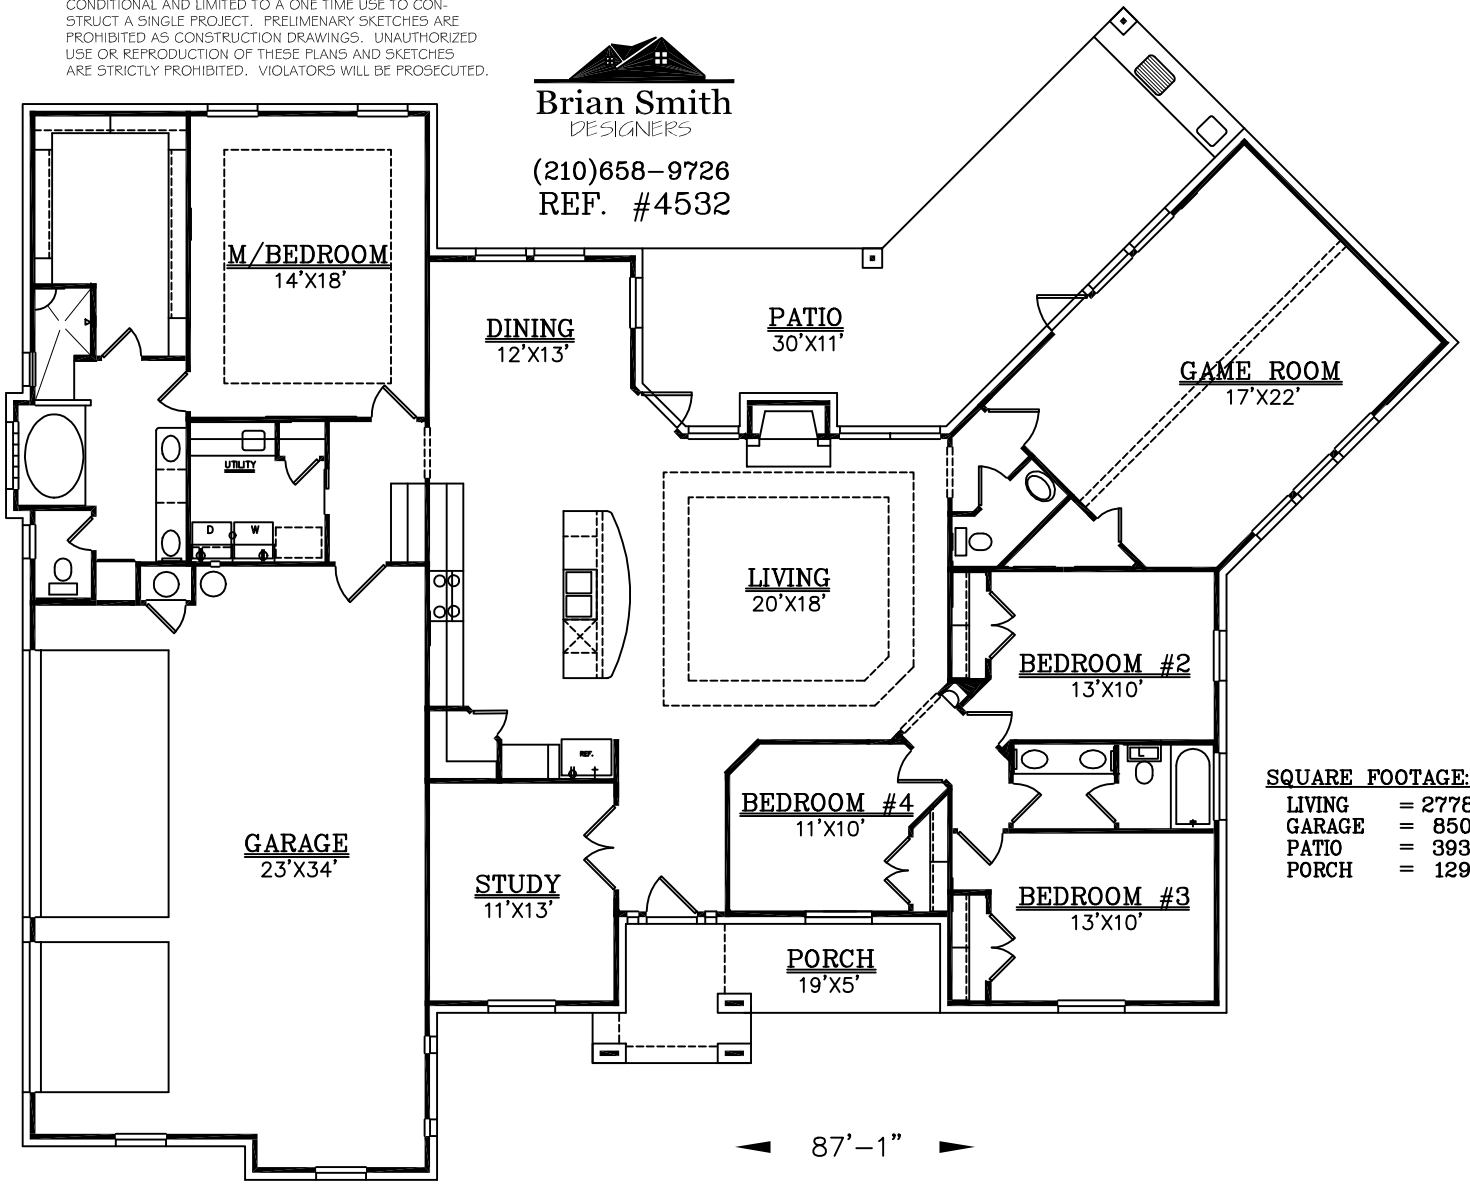 CONDITIONAL AND LIMITED TO A ONE TIME USE TO CON-
STRUCT A SINGLE PROJECT. PRELIMENARY SKETCHES ARE
PROHIBITED AS CONSTRUCTION DRAWINGS. UNAUTHORIZED
USE OR REPRODUCTION OF THESE PLANS AND SKETCHES
ARE STRICTLY PROHIBITED. VIOLATORS WILL BE PROSECUTED.
Brian Smith
DESIGNERS
(210)658-9726
REF. #4532
M/BEDROOM
14'X18'
DINING
12'X13'
PATIO
30'X11'
GAME ROOM
17'X22'
UTILITY
D
W
LIVING
20'X18'
BEDROOM #2
13'X10'
REF.
BEDROOM #4
11'X10'
GARAGE
23'X34'
STUDY
11'X13'
BEDROOM #3
13'X10'
PORCH
19'X5'
SQUARE FOOTAGE:
LIVING = 2778
GARAGE = 850
PATIO = 393
PORCH = 129
87'-1"